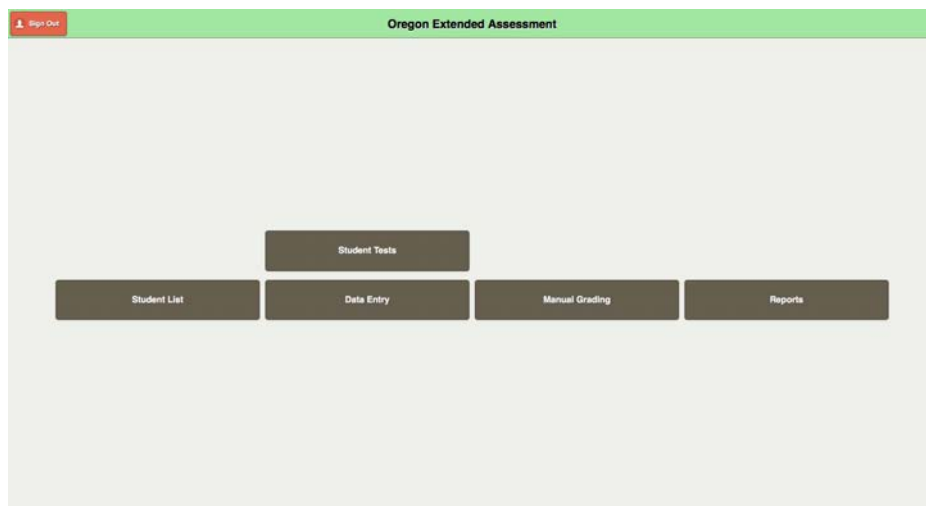 Sign Out
Oregon Extended Assessment
Student Tests
Student List
Data Entry
Manual Grading
Reports